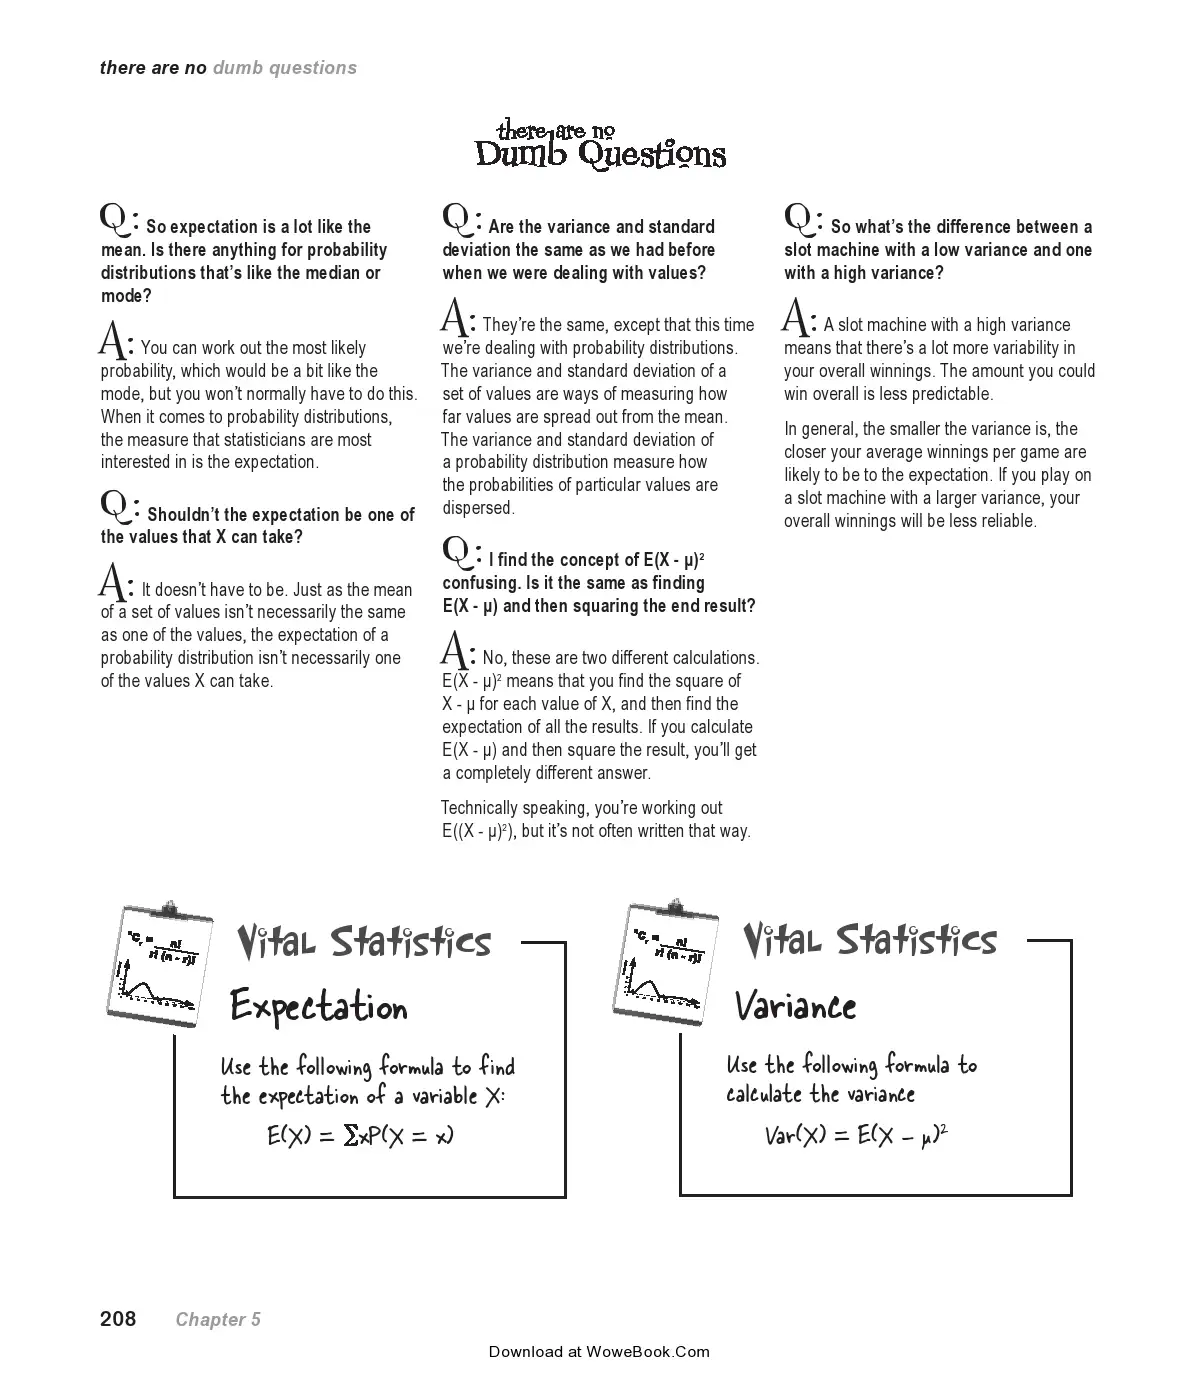 there are no dumb questions
there are no
Dumb Questions
Q: So expectation is a lot like the
mean. Is there anything for probability
distributions that’s like the median or
mode?
A: You can work out the most likely
probability, which would be a bit like the
mode, but you won’t normally have to do this.
When it comes to probability distributions,
the measure that statisticians are most
interested in is the expectation.
Q: Shouldn’t the expectation be one of
the values that X can take?
A: It doesn’t have to be. Just as the mean
of a set of values isn’t necessarily the same
as one of the values, the expectation of a
probability distribution isn’t necessarily one
of the values X can take.
Q: Are the variance and standard
deviation the same as we had before
when we were dealing with values?
A: They’re the same, except that this time
we’re dealing with probability distributions.
The variance and standard deviation of a
set of values are ways of measuring how
far values are spread out from the mean.
The variance and standard deviation of
a probability distribution measure how
the probabilities of particular values are
dispersed.
Q: I find the concept of E(X - μ)²
confusing. Is it the same as finding
E(X - μ) and then squaring the end result?
A: No, these are two different calculations.
E(X - μ)² means that you find the square of
X - μ for each value of X, and then find the
expectation of all the results. If you calculate
E(X - μ) and then square the result, you’ll get
a completely different answer.
Technically speaking, you’re working out
E((X - μ)²), but it’s not often written that way.
Q: So what’s the difference between a
slot machine with a low variance and one
with a high variance?
A: A slot machine with a high variance
means that there’s a lot more variability in
your overall winnings. The amount you could
win overall is less predictable.
In general, the smaller the variance is, the
closer your average winnings per game are
likely to be to the expectation. If you play on
a slot machine with a larger variance, your
overall winnings will be less reliable.
ⁿCᵣ = n!
r! (n - r)!
Vital Statistics
Expectation
Use the following formula to find
the expectation of a variable X:
E(X) = ΣxP(X = x)
ⁿCᵣ = n!
r! (n - r)!
Vital Statistics
Variance
Use the following formula to
calculate the variance
Var(X) = E(X - μ)²
208 Chapter 5
Download at WoweBook.Com